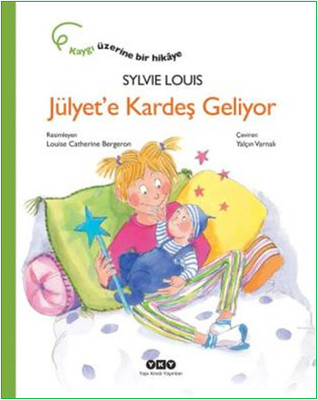 Kaygı üzerine bir hikâye
SYLVIE LOUIS
Jülyet'e Kardeş Geliyor
Resimleyen
Louise Catherine Bergeron
Çeviren
Yalçın Varnalı
YKY
Yapı Kredi Yayınları